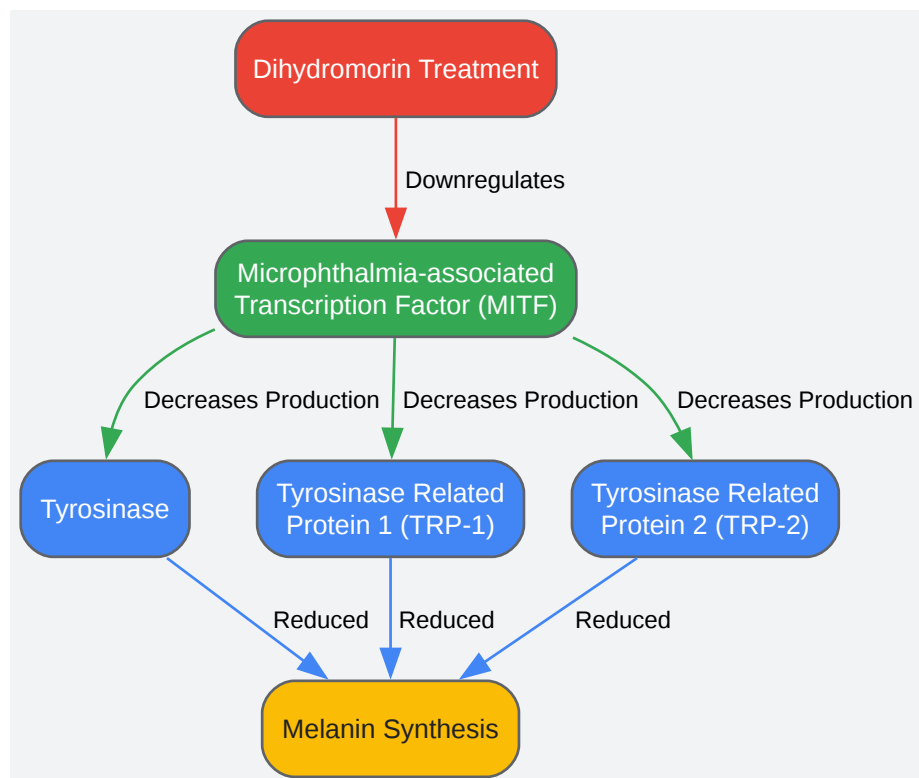 Dihydromorin Treatment
Downregulates
Microphthalmia-associated
Transcription Factor (MITF)
Decreases Production
Decreases Production
Decreases Production
Tyrosinase
Tyrosinase Related
Protein 1 (TRP-1)
Tyrosinase Related
Protein 2 (TRP-2)
Reduced
Reduced
Reduced
Melanin Synthesis